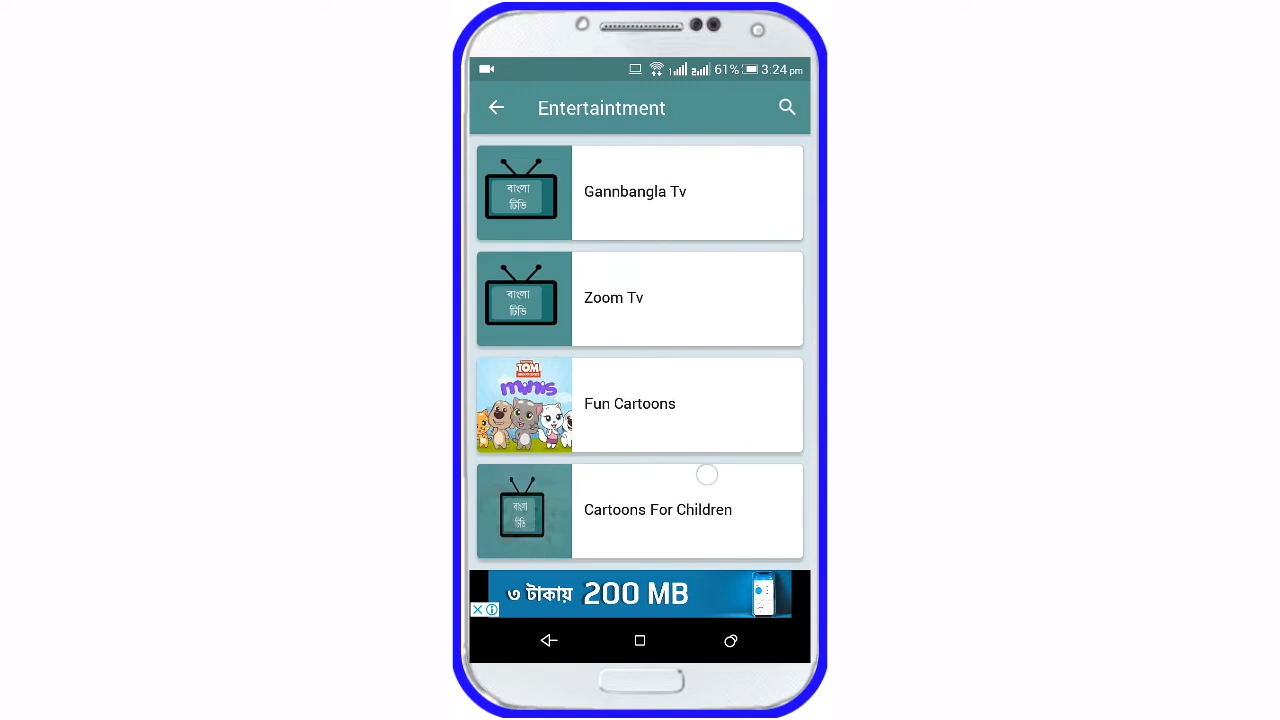 61% 3:24 pm
Entertaintment
বাংলা
টিভি
Gannbangla Tv
বাংলা
টিভি
Zoom Tv
TOM
minis
Fun Cartoons
বাংলা
টিভি
Cartoons For Children
৩ টাকায় 200 MB